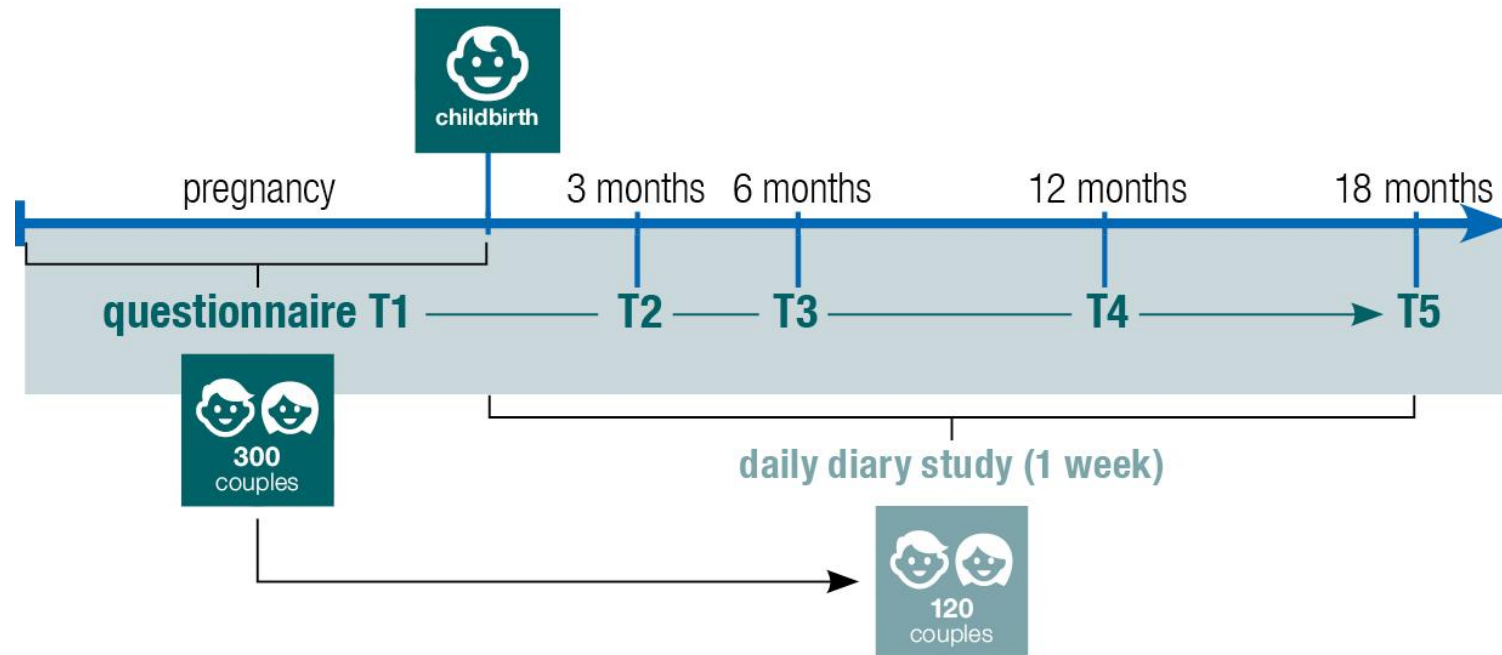 childbirth
pregnancy 3 months 6 months 12 months 18 months
questionnaire T1 T2 T3 T4 T5
300
couples
daily diary study (1 week)
120
couples